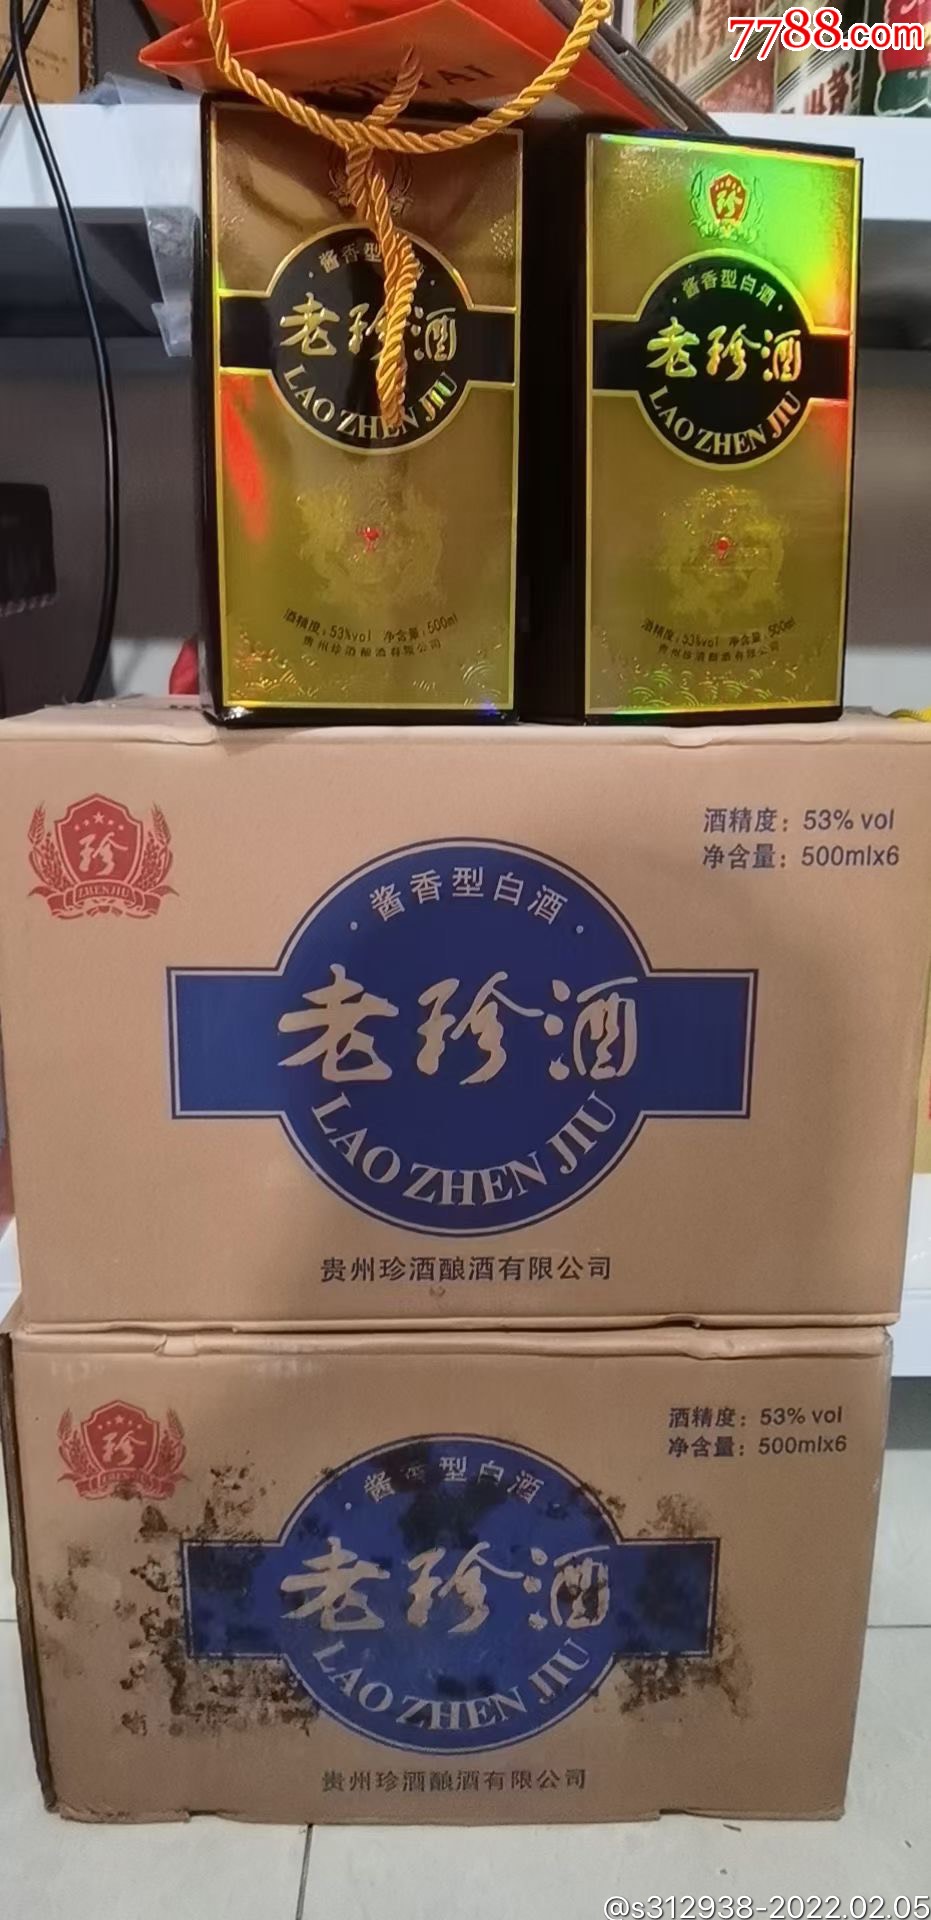 7788.com
酱香型白酒
老珍酒
LAO ZHEN JIU
酒精度:53%vol 净含量:500ml
贵州珍酒酿酒有限公司
珍
·酱香型白酒·
老珍酒
LAO ZHEN JIU
酒精度:53%vol 净含量:500ml
贵州珍酒酿酒有限公司
珍
ZHENJIU
酒精度：53% vol
净含量：500mlx6
·酱香型白酒·
老珍酒
LAO ZHEN JIU
贵州珍酒酿酒有限公司
珍
ZHENJIU
酒精度：53% vol
净含量：500mlx6
·酱香型白酒·
老珍酒
LAO ZHEN JIU
贵州珍酒酿酒有限公司
@s312938-2022.02.05